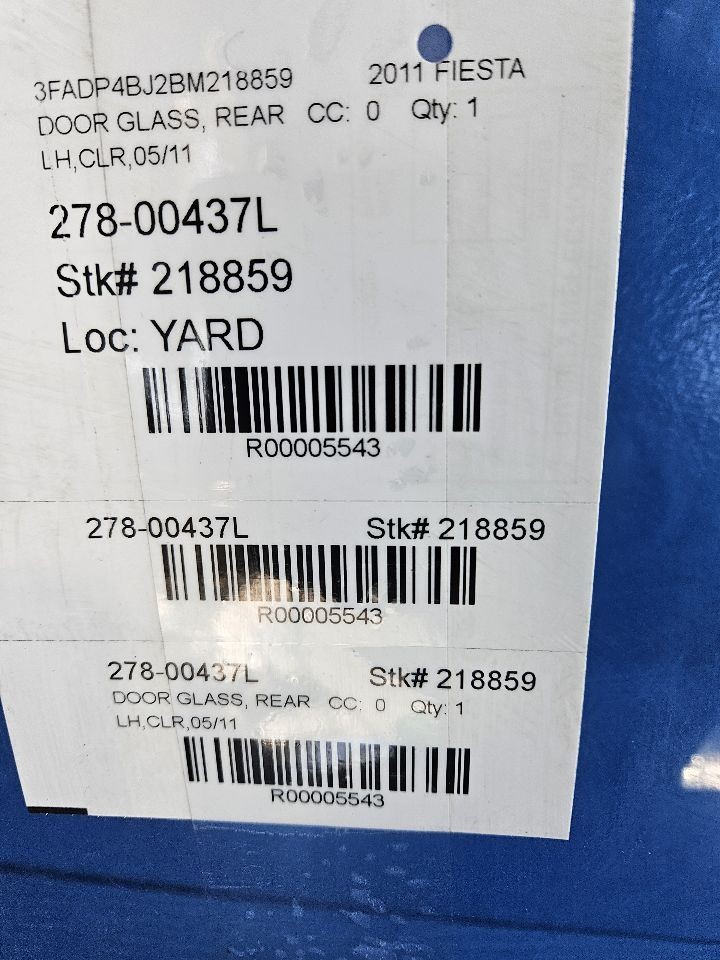 3FADP4BJ2BM218859 2011 FIESTA
DOOR GLASS, REAR CC: 0 Qty: 1
LH,CLR,05/11
278-00437L
Stk# 218859
Loc: YARD
R00005543
278-00437L Stk# 218859
R00005543
278-00437L Stk# 218859
DOOR GLASS, REAR CC: 0 Qty: 1
LH,CLR,05/11
R00005543